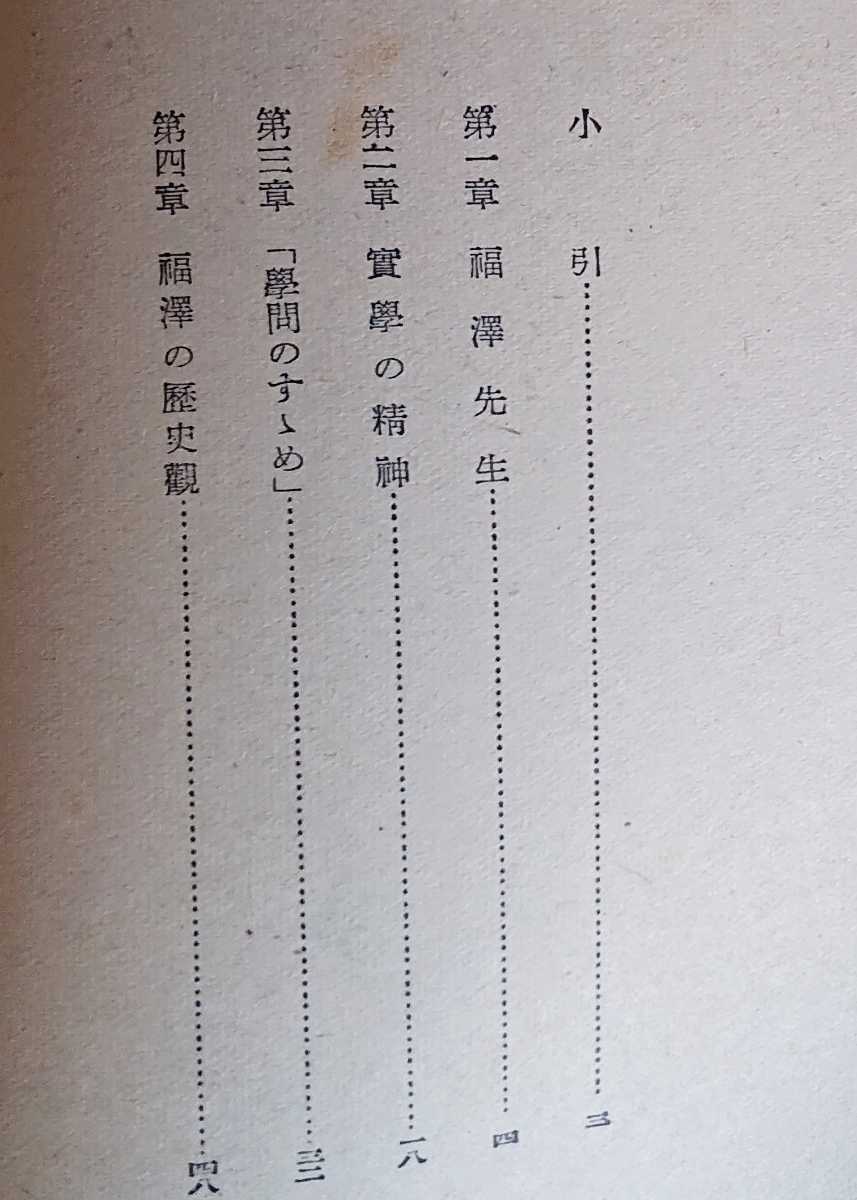 小引……三
第一章 福澤先生……四
第二章 實學の精神……一八
第三章 「學問のすゝめ」……三二
第四章 福澤の歷史觀……四八